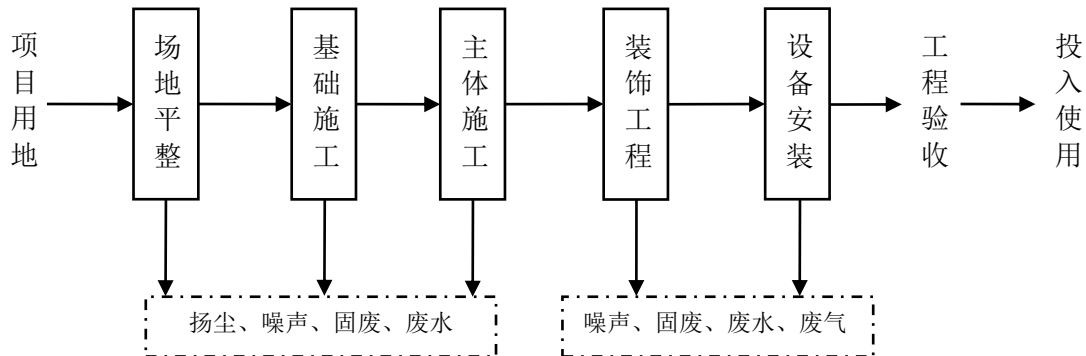 项目用地
场地平整
基础施工
主体施工
装饰工程
设备安装
工程验收
投入使用
扬尘、噪声、固废、废水
噪声、固废、废水、废气